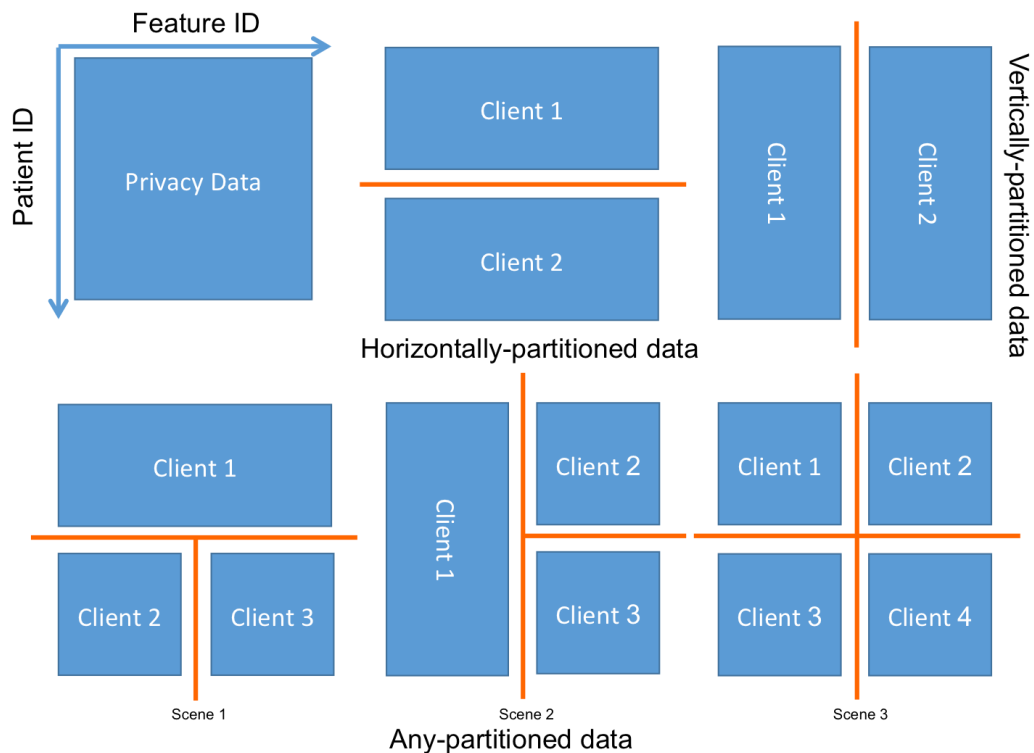 Feature ID
Patient ID
Privacy Data
Client 1
Client 2
Horizontally-partitioned data
Client 1
Client 2
Vertically-partitioned data
Client 1
Client 2
Client 3
Scene 1
Client 1
Client 2
Client 3
Scene 2
Client 1
Client 2
Client 3
Client 4
Scene 3
Any-partitioned data